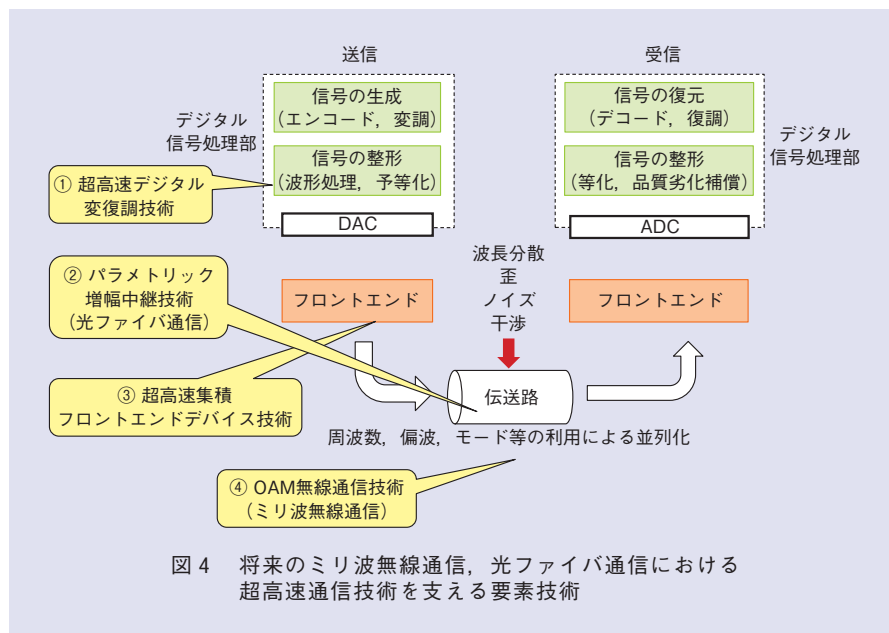 送信
デジタル
信号処理部
信号の生成
(エンコード，変調)
信号の整形
(波形処理，予等化)
DAC
① 超高速デジタル
変復調技術
受信
信号の復元
(デコード，復調)
信号の整形
(等化，品質劣化補償)
ADC
デジタル
信号処理部
② パラメトリック
増幅中継技術
(光ファイバ通信)
フロントエンド
波長分散
歪
ノイズ
干渉
フロントエンド
③ 超高速集積
フロントエンドデバイス技術
伝送路
周波数，偏波，モード等の利用による並列化
④ OAM無線通信技術
(ミリ波無線通信)
図4 将来のミリ波無線通信，光ファイバ通信における
超高速通信技術を支える要素技術